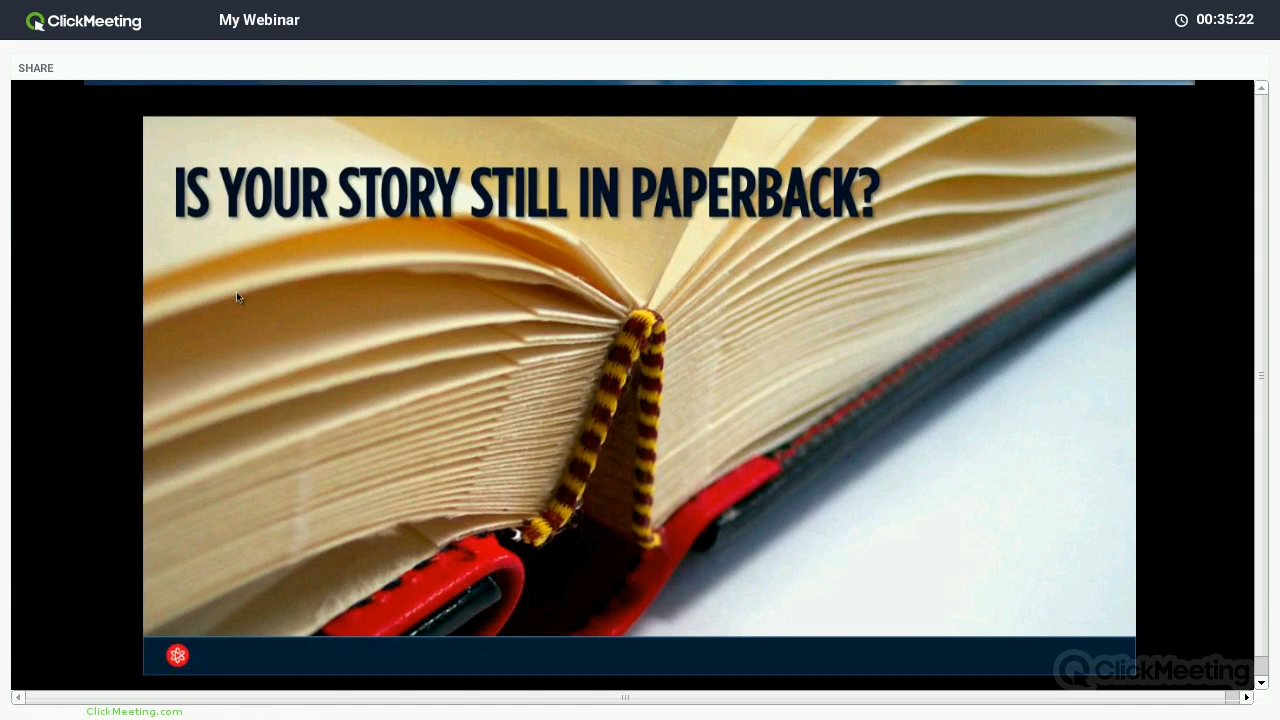 ClickMeeting
My Webinar
00:35:22
SHARE
IS YOUR STORY STILL IN PAPERBACK?
ClickMeeting
ClickMeeting.com